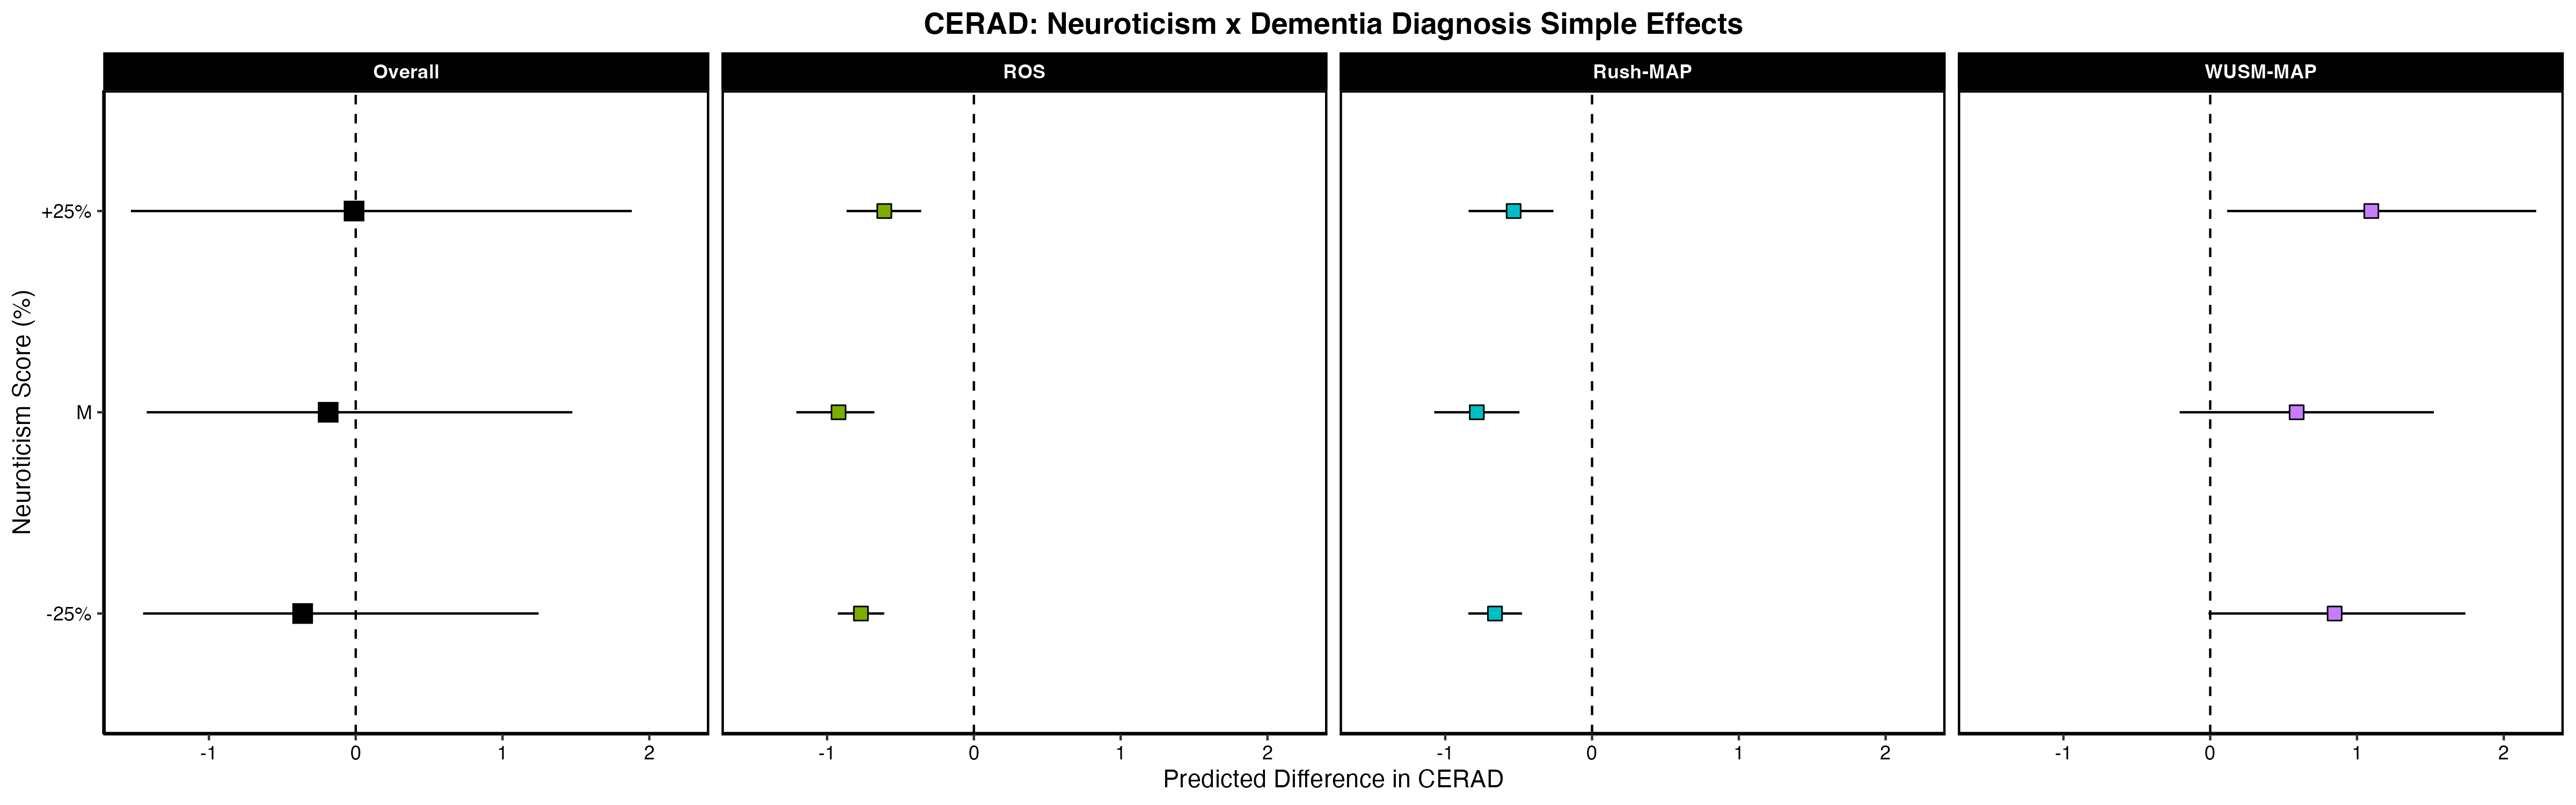 CERAD: Neuroticism x Dementia Diagnosis Simple Effects
Overall
ROS
Rush-MAP
WUSM-MAP
Neuroticism Score (%)
+25%
M
-25%
-1 0 1 2
-1 0 1 2
-1 0 1 2
-1 0 1 2
Predicted Difference in CERAD